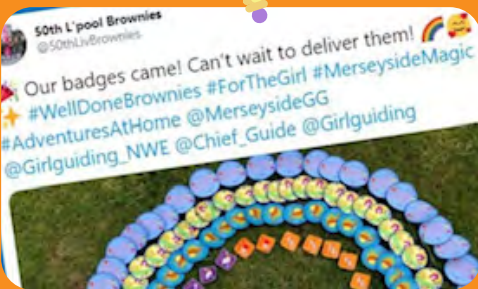 50th L'pool Brownies
@50thLivBrownies
🎉 Our badges came! Can't wait to deliver them! 🌈🥰
✨ #WellDoneBrownies #ForTheGirl #MerseysideMagic
#AdventuresAtHome @MerseysideGG
@Girlguiding_NWE @Chief_Guide @Girlguiding